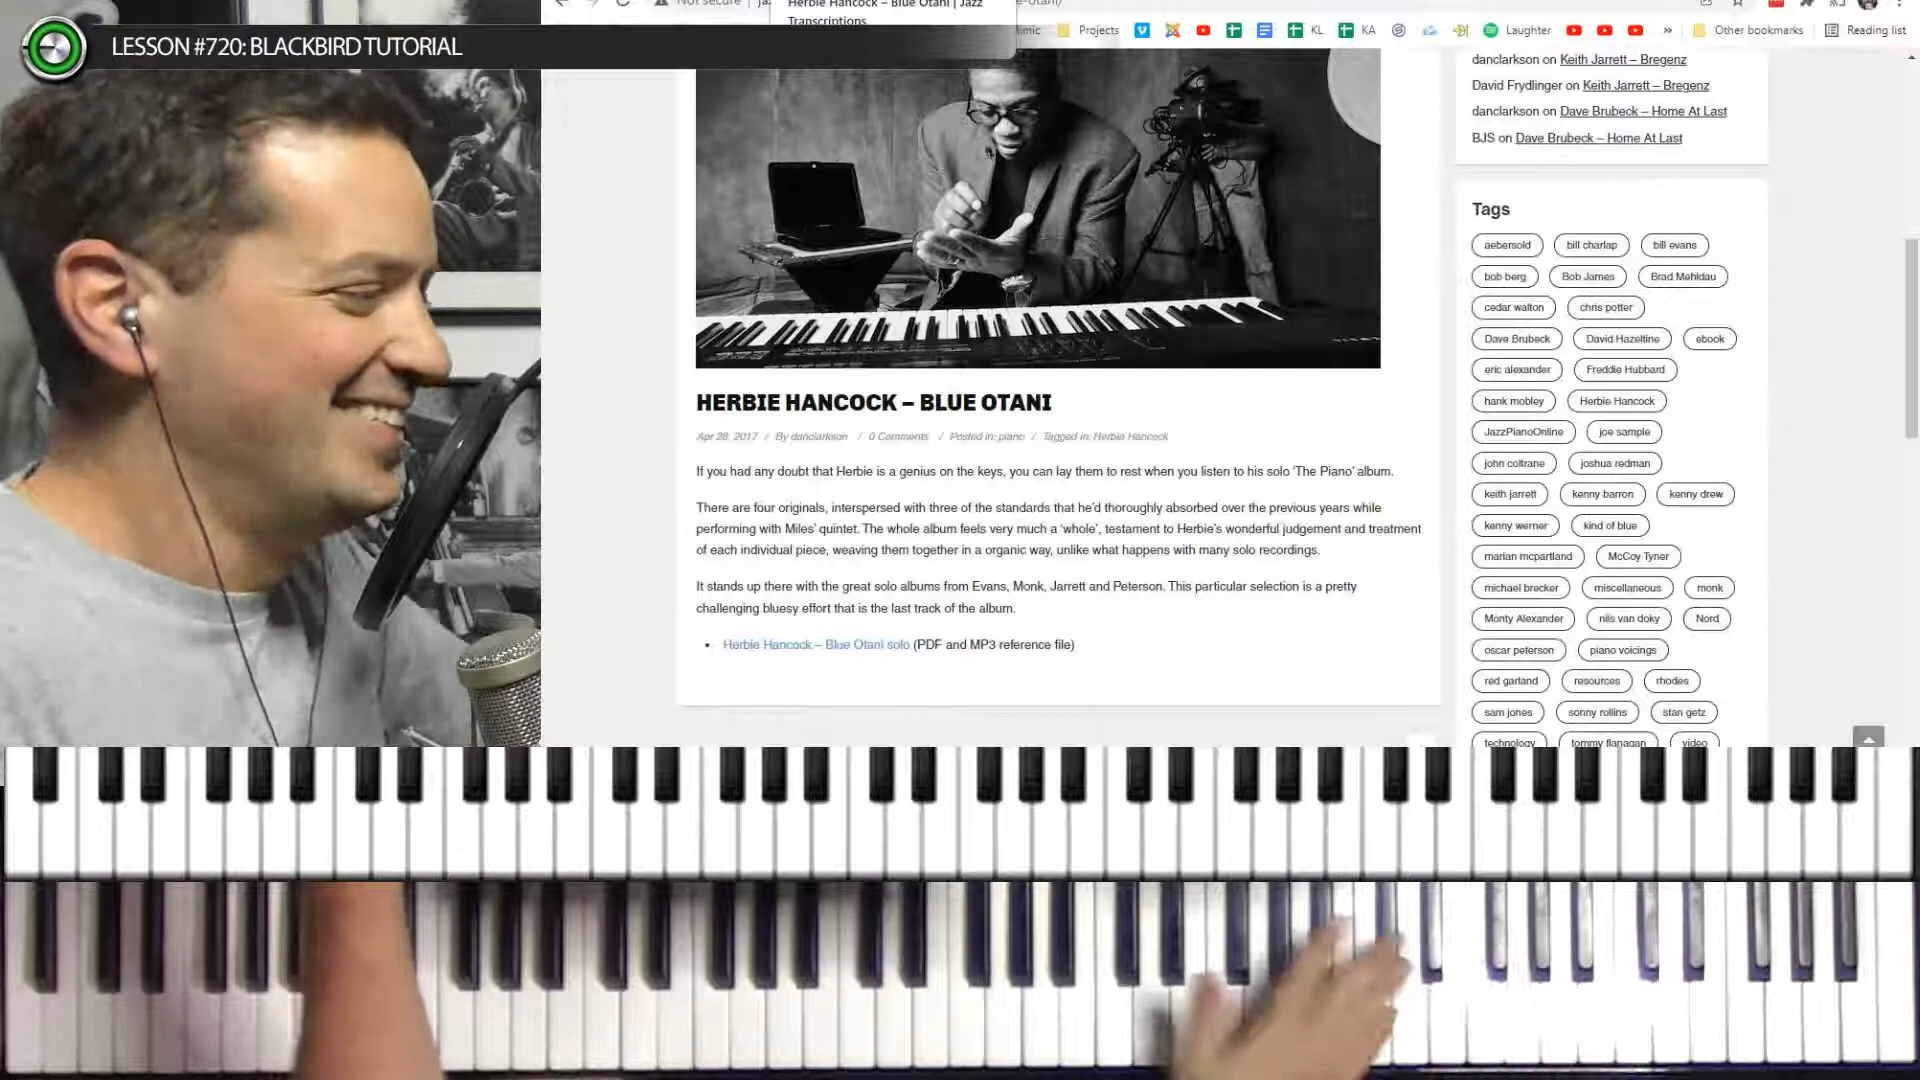 Herbie Hancock – Blue Otani | Jazz
Transcriptions
Not secure
LESSON #720: BLACKBIRD TUTORIAL
Projects
KL
KA
Laughter
»
Other bookmarks
Reading list
danclarkson on Keith Jarrett – Bregenz
David Frydlinger on Keith Jarrett – Bregenz
danclarkson on Dave Brubeck – Home At Last
BJS on Dave Brubeck – Home At Last
Tags
aebersold
bill charlap
bill evans
bob berg
Bob James
Brad Mehldau
cedar walton
chris potter
Dave Brubeck
David Hazeltine
ebook
eric alexander
Freddie Hubbard
hank mobley
Herbie Hancock
JazzPianoOnline
joe sample
john coltrane
joshua redman
keith jarrett
kenny barron
kenny drew
kenny werner
kind of blue
marian mcpartland
McCoy Tyner
michael brecker
miscellaneous
monk
Monty Alexander
nils van doky
Nord
oscar peterson
piano voicings
red garland
resources
rhodes
sam jones
sonny rollins
stan getz
technology
tommy flanagan
video
HERBIE HANCOCK – BLUE OTANI
Apr 28, 2017 / By danclarkson / 0 Comments / Posted in: piano / Tagged in: Herbie Hancock
If you had any doubt that Herbie is a genius on the keys, you can lay them to rest when you listen to his solo ‘The Piano’ album.
There are four originals, interspersed with three of the standards that he’d thoroughly absorbed over the previous years while
performing with Miles’ quintet. The whole album feels very much a ‘whole’, testament to Herbie’s wonderful judgement and treatment
of each individual piece, weaving them together in a organic way, unlike what happens with many solo recordings.
It stands up there with the great solo albums from Evans, Monk, Jarrett and Peterson. This particular selection is a pretty
challenging bluesy effort that is the last track of the album.
• Herbie Hancock – Blue Otani solo (PDF and MP3 reference file)